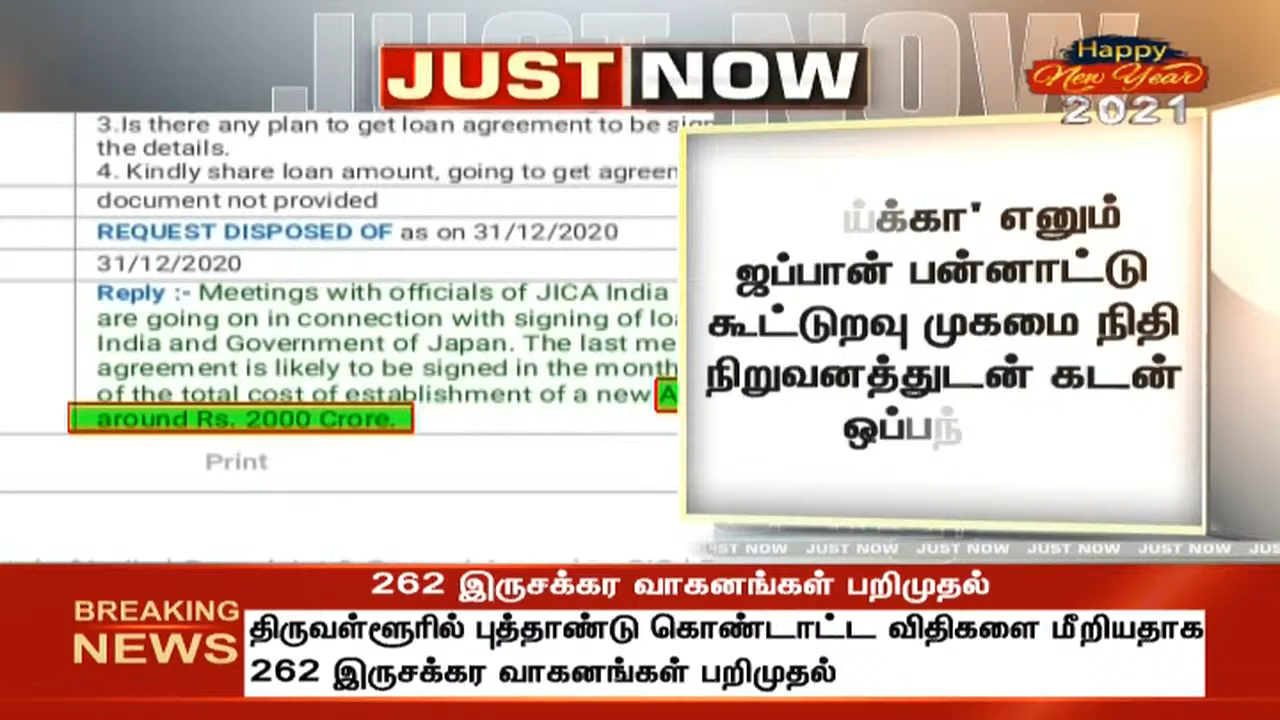 JUST NOW
Happy
New Year
2021
3.Is there any plan to get loan agreement to be
the details.
4. Kindly share loan amount, going to get
document not provided
REQUEST DISPOSED OF as on 31/12/2020
31/12/2020
Reply :- Meetings with officials of JICA India
are going on in connection with signing of
India and Government of Japan. The last
agreement is likely to be signed in the month
of the total cost of establishment of a new
around Rs. 2000 Crore.
Print
ய்க்கா' எனும்
ஜப்பான் பன்னாட்டு
கூட்டுறவு முகமை நிதி
நிறுவனத்துடன் கடன்
ஒப்பந்
JUST NOW JUST NOW JUST NOW JUST NOW JUST NOW
262 இருசக்கர வாகனங்கள் பறிமுதல்
BREAKING
NEWS
திருவள்ளூரில் புத்தாண்டு கொண்டாட்ட விதிகளை மீறியதாக
262 இருசக்கர வாகனங்கள் பறிமுதல்